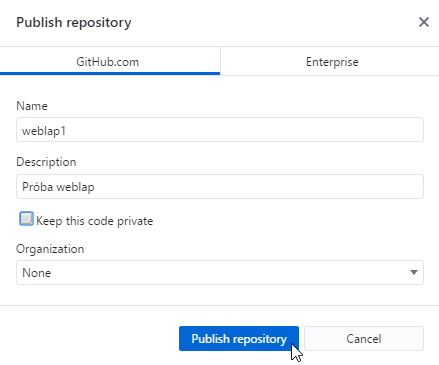 Publish repository
GitHub.com
Enterprise
Name
weblap1
Description
Próba weblap
Keep this code private
Organization
None
Publish repository
Cancel